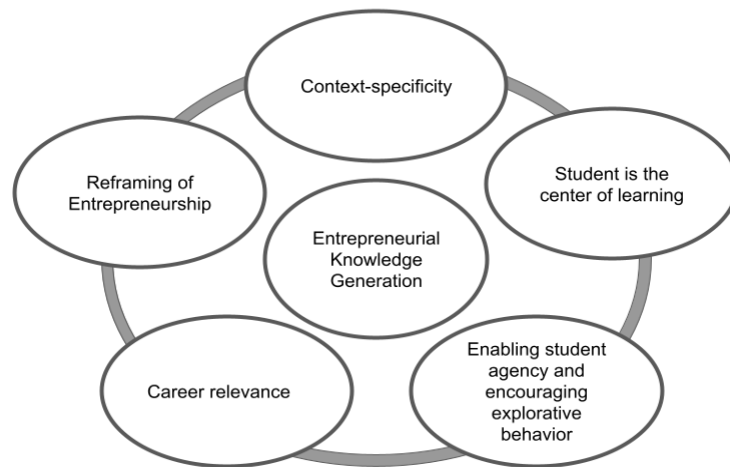 Context-specificity
Reframing of
Entrepreneurship
Student is the
center of learning
Entrepreneurial
Knowledge
Generation
Career relevance
Enabling student
agency and
encouraging
explorative
behavior